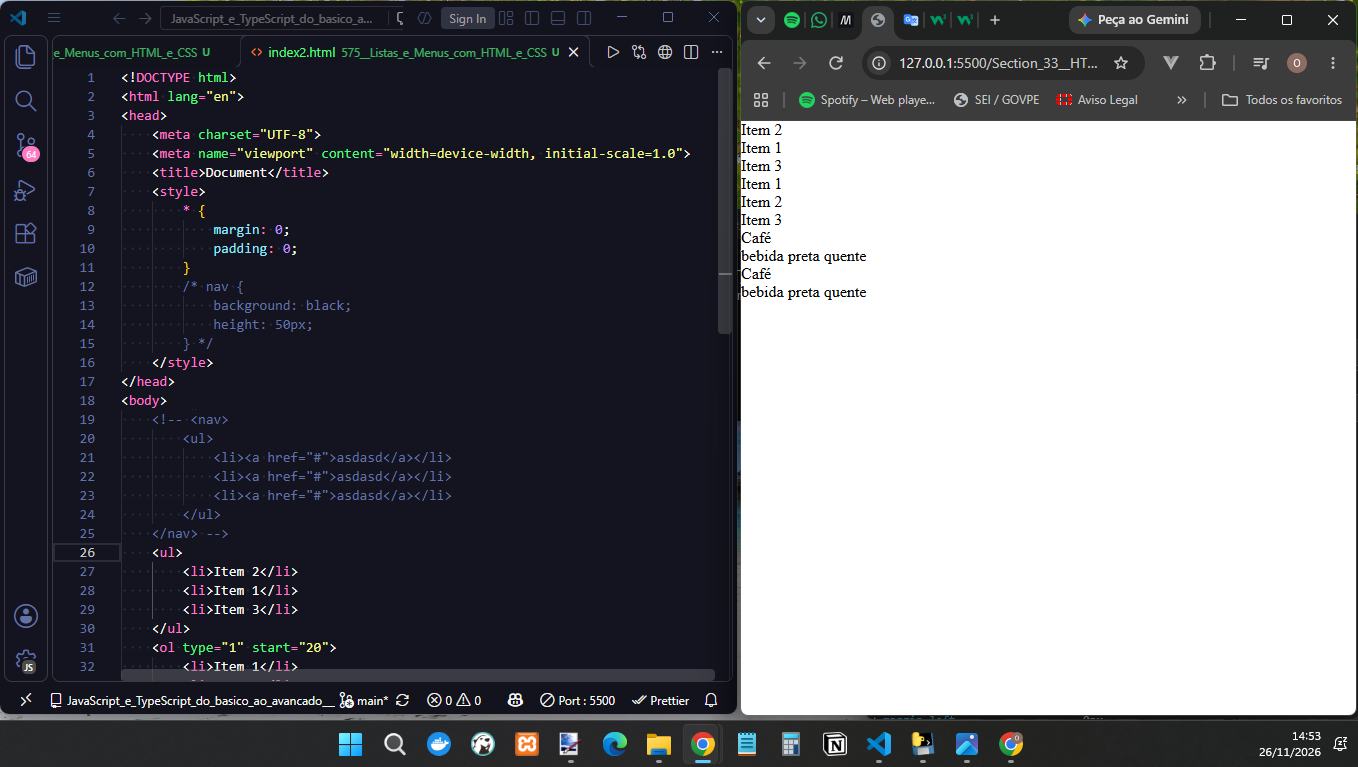 JavaScript_e_TypeScript_do_basico_ao_a...
Sign In
e_Menus_com_HTML_e_CSS U
index2.html 575__Listas_e_Menus_com_HTML_e_CSS U
1 <!DOCTYPE html>
2 <html lang="en">
3 <head>
4 <meta charset="UTF-8">
5 <meta name="viewport" content="width=device-width, initial-scale=1.0">
6 <title>Document</title>
7 <style>
8 * {
9 margin: 0;
10 padding: 0;
11 }
12 /* nav {
13 background: black;
14 height: 50px;
15 } */
16 </style>
17 </head>
18 <body>
19 <!-- <nav>
20 <ul>
21 <li><a href="#">asdasd</a></li>
22 <li><a href="#">asdasd</a></li>
23 <li><a href="#">asdasd</a></li>
24 </ul>
25 </nav> -->
26 <ul>
27 <li>Item 2</li>
28 <li>Item 1</li>
29 <li>Item 3</li>
30 </ul>
31 <ol type="1" start="20">
32 <li>Item 1</li>
64
JS
JavaScript_e_TypeScript_do_basico_ao_avancado__ main* 0 0 Port : 5500 Prettier
Peça ao Gemini
127.0.0.1:5500/Section_33__HT...
O
Spotify – Web playe... SEI / GOVPE Aviso Legal » Todos os favoritos
Item 2
Item 1
Item 3
Item 1
Item 2
Item 3
Café
bebida preta quente
Café
bebida preta quente
14:53
26/11/2026